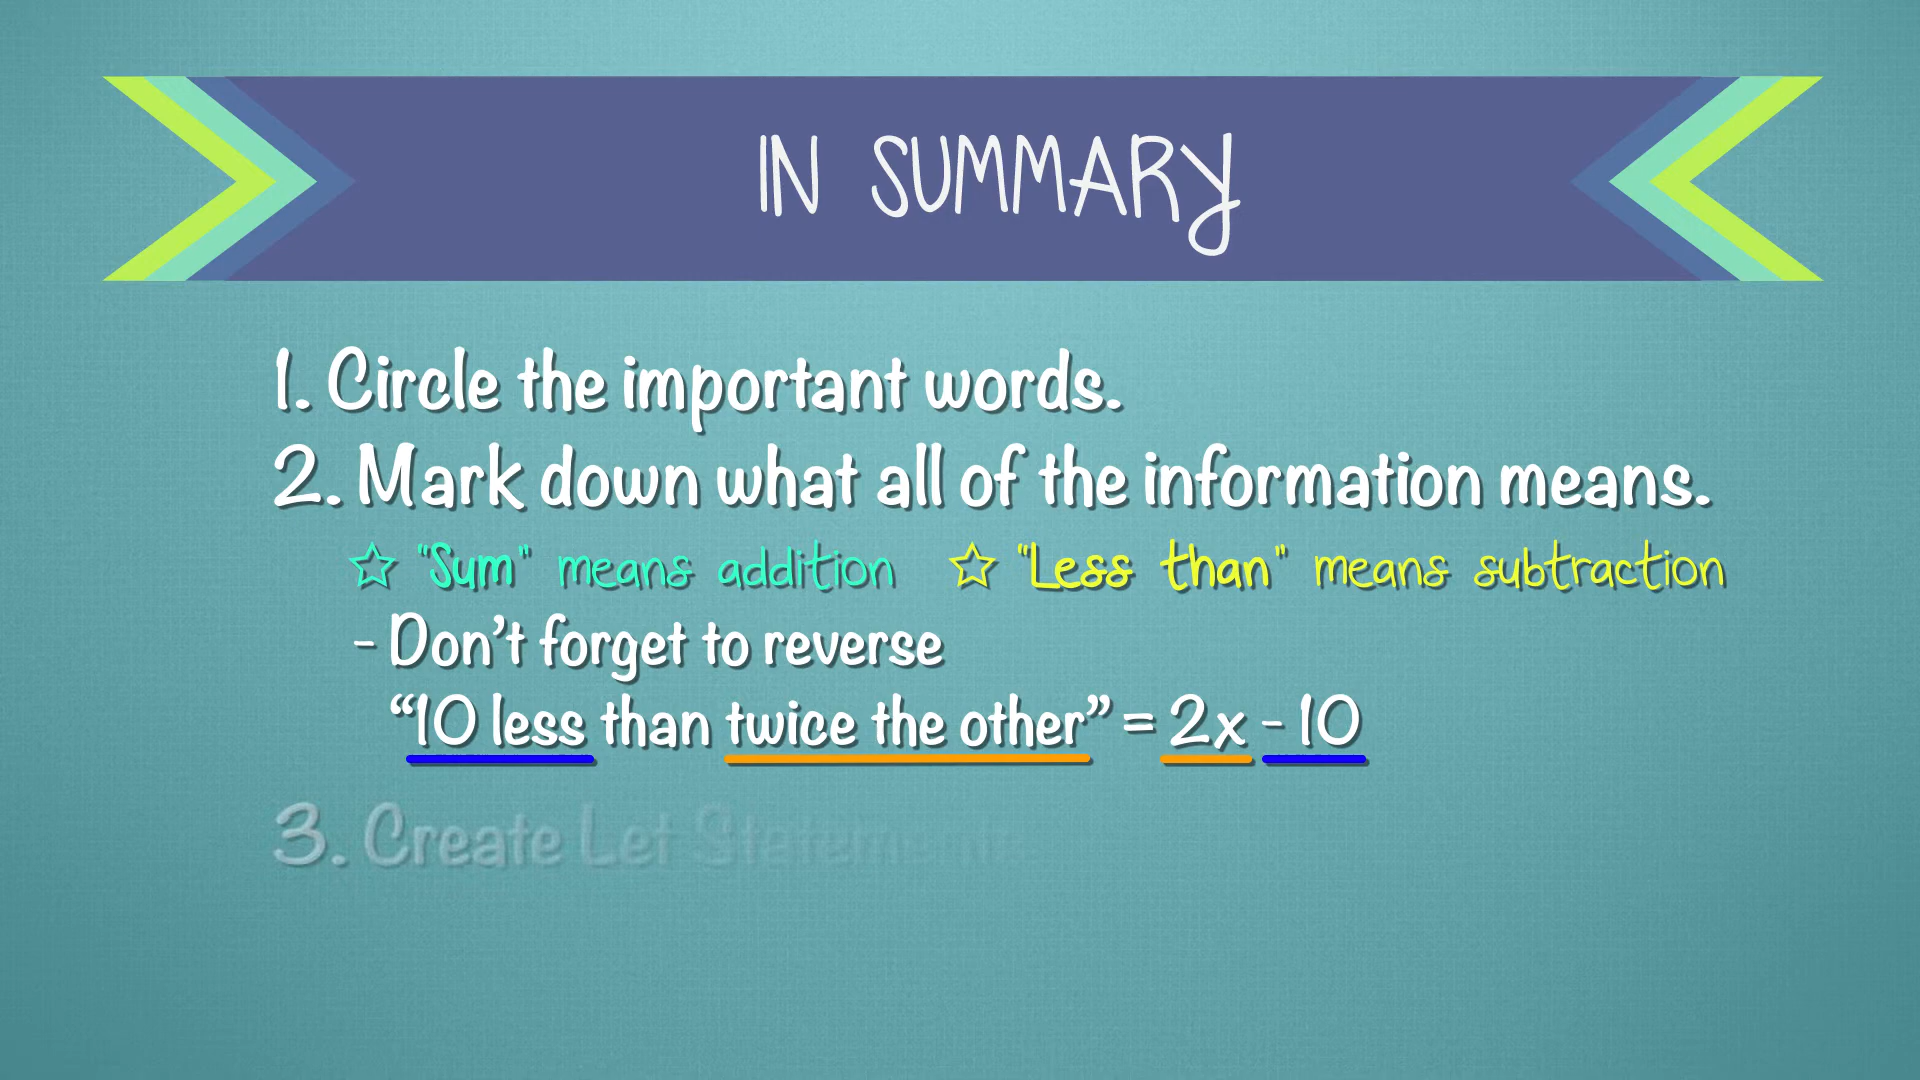 IN SUMMARY
1. Circle the important words.
2. Mark down what all of the information means.
☆ "Sum" means addition ☆ "Less than" means subtraction
- Don't forget to reverse
“10 less than twice the other” = 2x - 10
3. Create Let